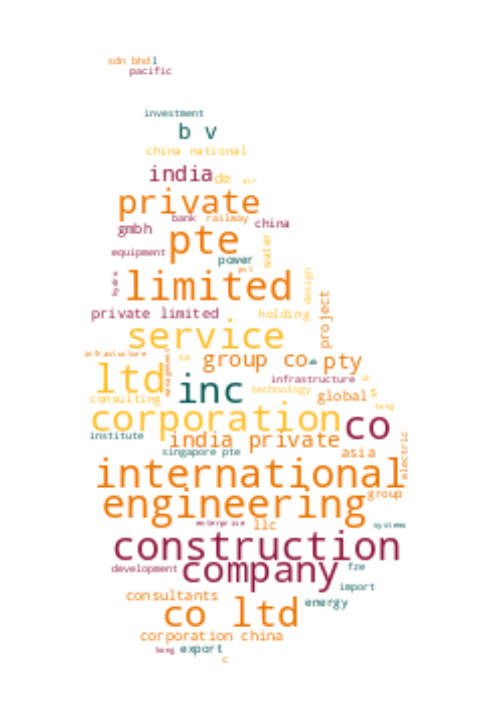 sdn bhd l
pacific
investment
b v
china national
india de air
private
bank railway
gmbh china
pte
water
equipment
power
pvt
hydro limited design
private limited holding project
service
infrastructure
sa group co pty
management
ltd inc infrastructure
consulting technology global s
corporation co
hong
institute india private
singapore pte asia
international electric
engineering group
enterprise llc systems
construction
development company fze
import
consultants energy
co ltd
corporation china
hong export
c